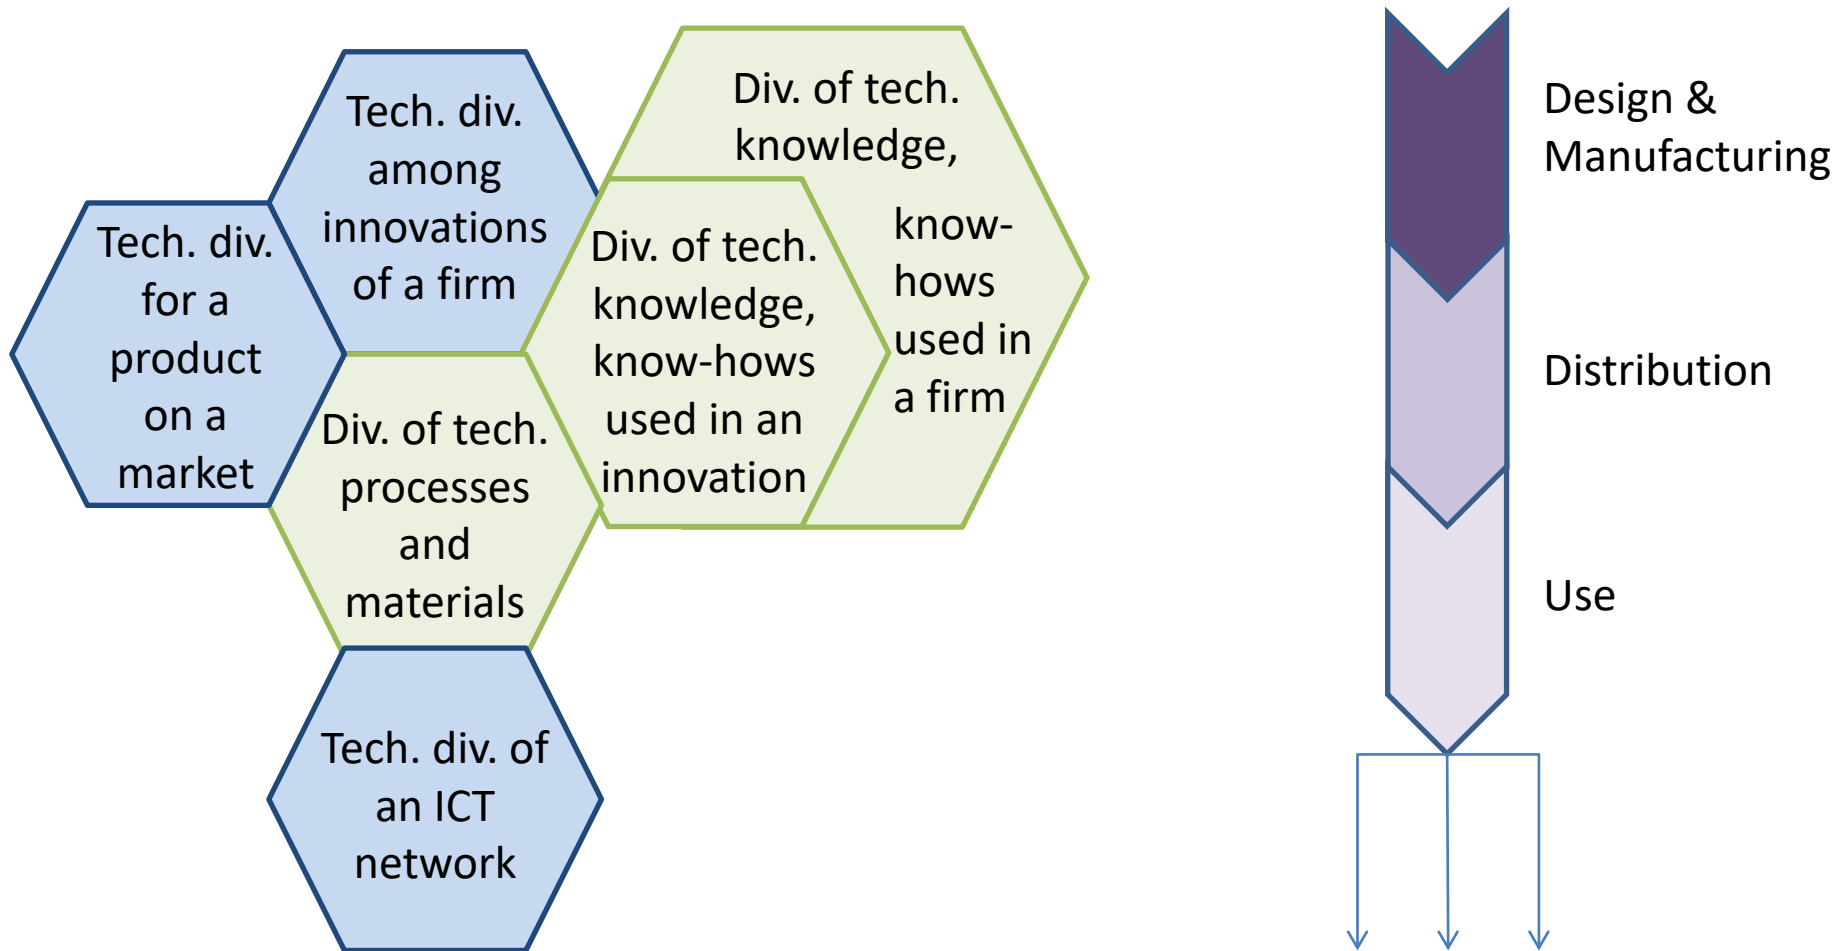 Tech. div.
for a
product
on a
market
Tech. div.
among
innovations
of a firm
Div. of tech.
knowledge,
know-
hows
used in
a firm
Div. of tech.
knowledge,
know-hows
used in an
innovation
Div. of tech.
processes
and
materials
Tech. div. of
an ICT
network
Design &
Manufacturing
Distribution
Use